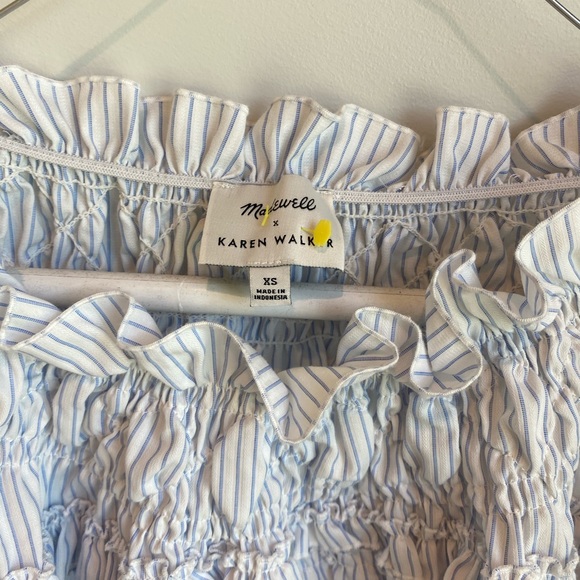 Madewell
x
KAREN WALKER
XS
MADE IN
INDONESIA